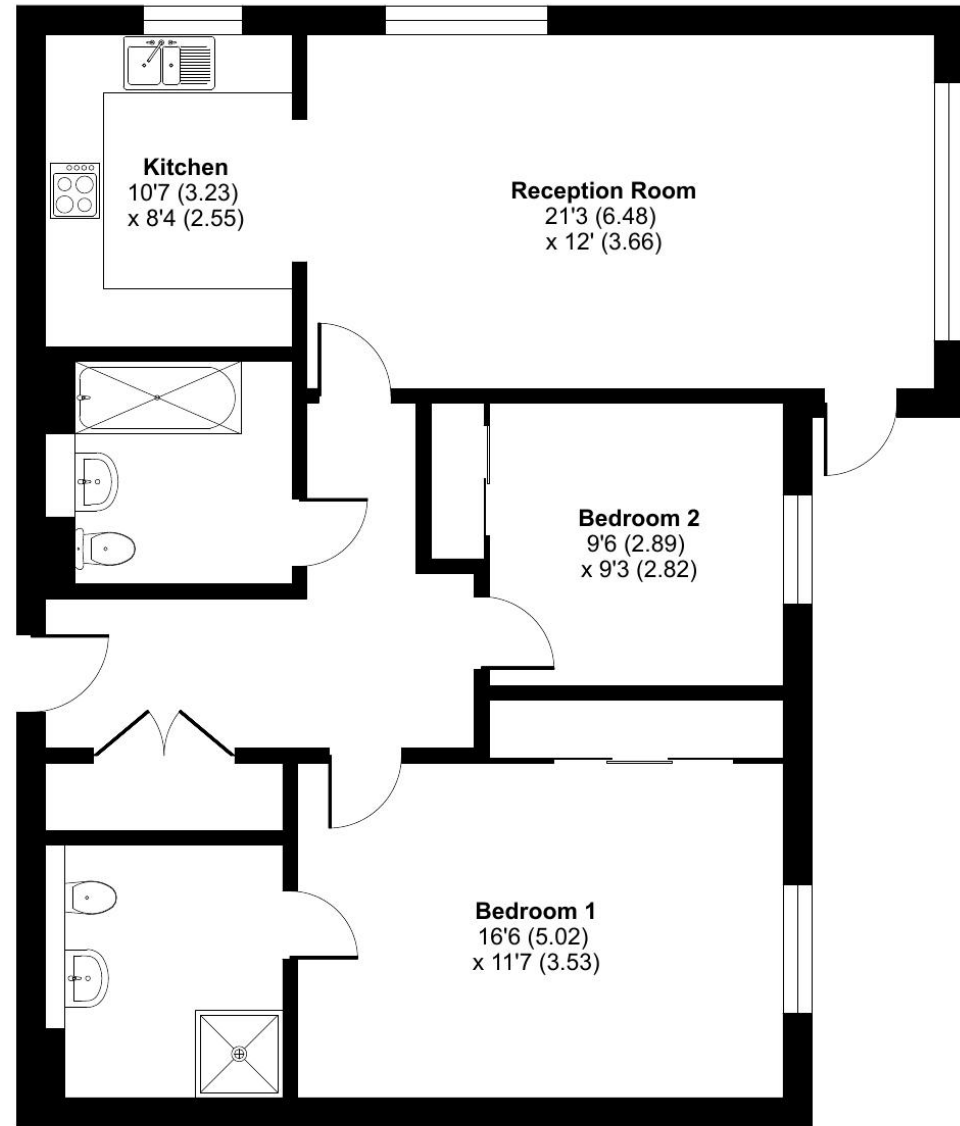 Kitchen
10'7 (3.23)
x 8'4 (2.55)
Reception Room
21'3 (6.48)
x 12' (3.66)
Bedroom 2
9'6 (2.89)
x 9'3 (2.82)
Bedroom 1
16'6 (5.02)
x 11'7 (3.53)